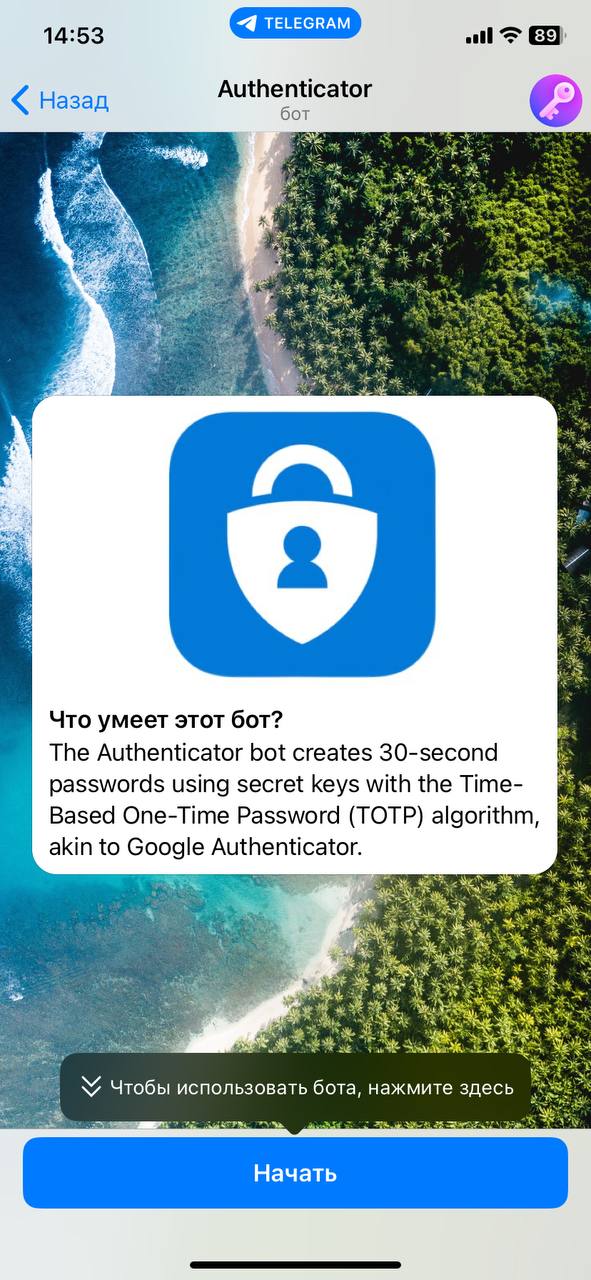 14:53
TELEGRAM
89
Назад
Authenticator
бот
Что умеет этот бот?
The Authenticator bot creates 30-second
passwords using secret keys with the Time-
Based One-Time Password (TOTP) algorithm,
akin to Google Authenticator.
Чтобы использовать бота, нажмите здесь
Начать